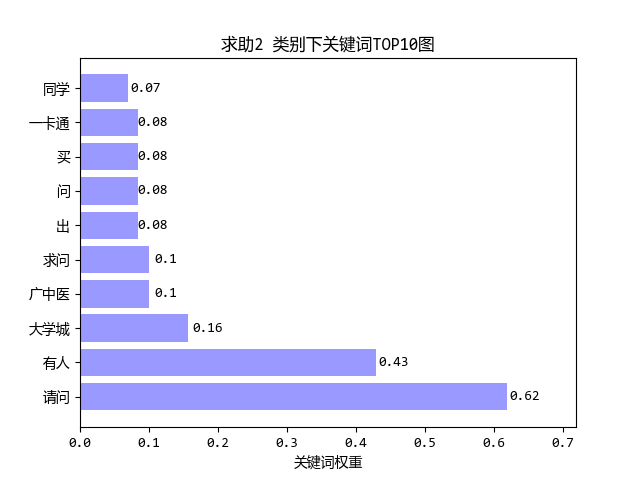 求助2 类别下关键词TOP10图
同学 0.07
一卡通 0.08
买 0.08
问 0.08
出 0.08
求问 0.1
广中医 0.1
大学城 0.16
有人 0.43
请问 0.62
0.0 0.1 0.2 0.3 0.4 0.5 0.6 0.7
关键词权重